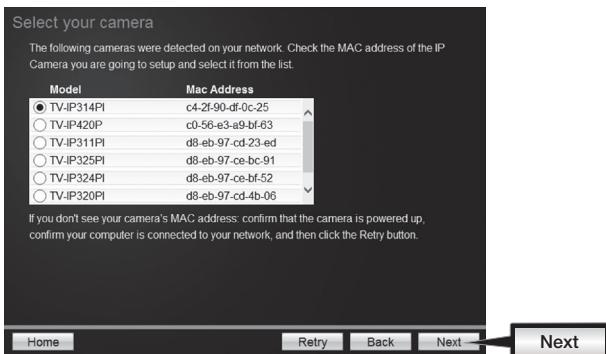 Select your camera
The following cameras were detected on your network. Check the MAC address of the IP
Camera you are going to setup and select it from the list.
Model Mac Address
TV-IP314PI c4-2f-90-df-0c-25
TV-IP420P c0-56-e3-a9-bf-63
TV-IP311PI d8-eb-97-cd-23-ed
TV-IP325PI d8-eb-97-ce-bc-91
TV-IP324PI d8-eb-97-ce-bf-52
TV-IP320PI d8-eb-97-cd-4b-06
If you don't see your camera's MAC address: confirm that the camera is powered up,
confirm your computer is connected to your network, and then click the Retry button.
Home Retry Back Next Next